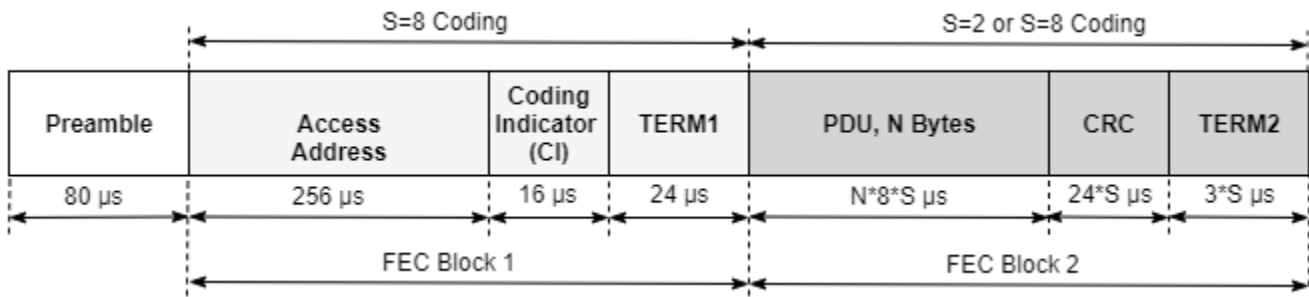 S=8 Coding
S=2 or S=8 Coding
Preamble
Access
Address
Coding
Indicator
(CI)
TERM1
PDU, N Bytes
CRC
TERM2
80 µs
256 µs
16 µs
24 µs
N*8*S µs
24*S µs
3*S µs
FEC Block 1
FEC Block 2